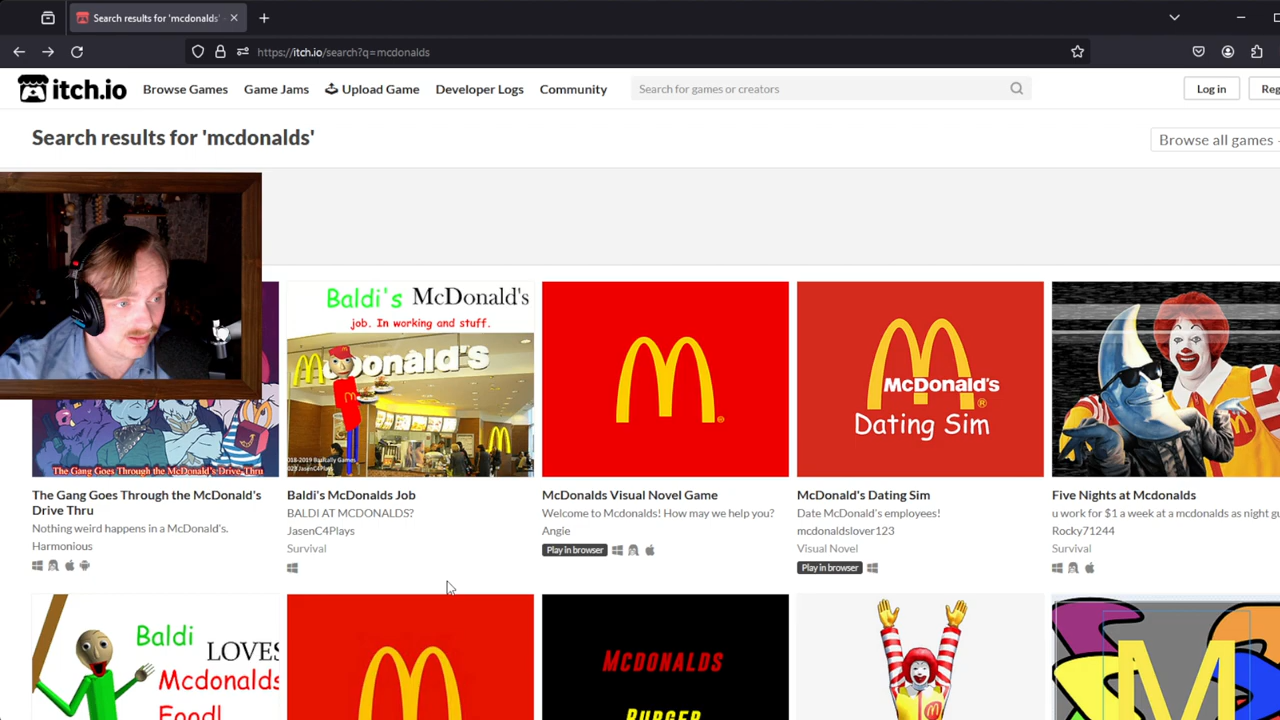 Search results for 'mcdonalds'
https://itch.io/search?q=mcdonalds
itch.io
Browse Games
Game Jams
Upload Game
Developer Logs
Community
Search for games or creators
Log in
Reg
Search results for 'mcdonalds'
Browse all games
The Gang Goes Through the McDonald's Drive Thru
Baldi's McDonald's
job. In working and stuff.
McDonald's
McDonald's
Dating Sim
The Gang Goes Through the McDonald's
Drive Thru
Nothing weird happens in a McDonald's.
Harmonious
Baldi's McDonalds Job
BALDI AT MCDONALDS?
JasenC4Plays
Survival
McDonalds Visual Novel Game
Welcome to Mcdonalds! How may we help you?
Angie
Play in browser
McDonald's Dating Sim
Date McDonald's employees!
mcdonaldslover123
Visual Novel
Play in browser
Five Nights at Mcdonalds
u work for $1 a week at a mcdonalds as night gu
Rocky71244
Survival
Baldi LOVES
Mcdonalds
Food!
McDonalds
Burger